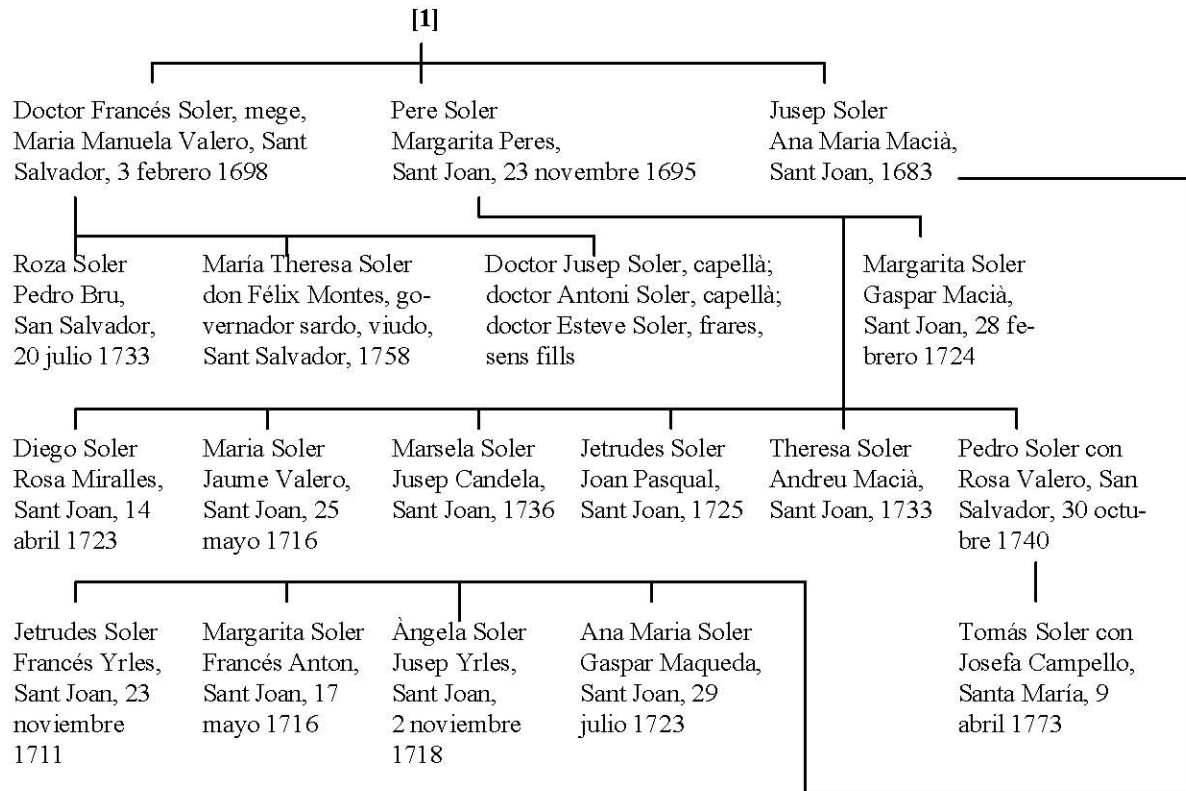 [1]
Doctor Francés Soler, mege,
Maria Manuela Valero, Sant
Salvador, 3 febrero 1698
Pere Soler
Margarita Peres,
Sant Joan, 23 novembre 1695
Jusep Soler
Ana Maria Macià,
Sant Joan, 1683
Roza Soler
Pedro Bru,
San Salvador,
20 julio 1733
María Theresa Soler
don Félix Montes, go-
vernador sardo, viudo,
Sant Salvador, 1758
Doctor Jusep Soler, capellà;
doctor Antoni Soler, capellà;
doctor Esteve Soler, frares,
sens fills
Margarita Soler
Gaspar Macià,
Sant Joan, 28 fe-
brero 1724
Diego Soler
Rosa Miralles,
Sant Joan, 14
abril 1723
Maria Soler
Jaume Valero,
Sant Joan, 25
mayo 1716
Marsela Soler
Jusep Candela,
Sant Joan, 1736
Jetrudes Soler
Joan Pasqual,
Sant Joan, 1725
Theresa Soler
Andreu Macià,
Sant Joan, 1733
Pedro Soler con
Rosa Valero, San
Salvador, 30 octu-
bre 1740
Jetrudes Soler
Francés Yrles,
Sant Joan, 23
noviembre
1711
Margarita Soler
Francés Anton,
Sant Joan, 17
mayo 1716
Àngela Soler
Jusep Yrles,
Sant Joan,
2 noviembre
1718
Ana Maria Soler
Gaspar Maqueda,
Sant Joan, 29
julio 1723
Tomás Soler con
Josefa Campello,
Santa María, 9
abril 1773